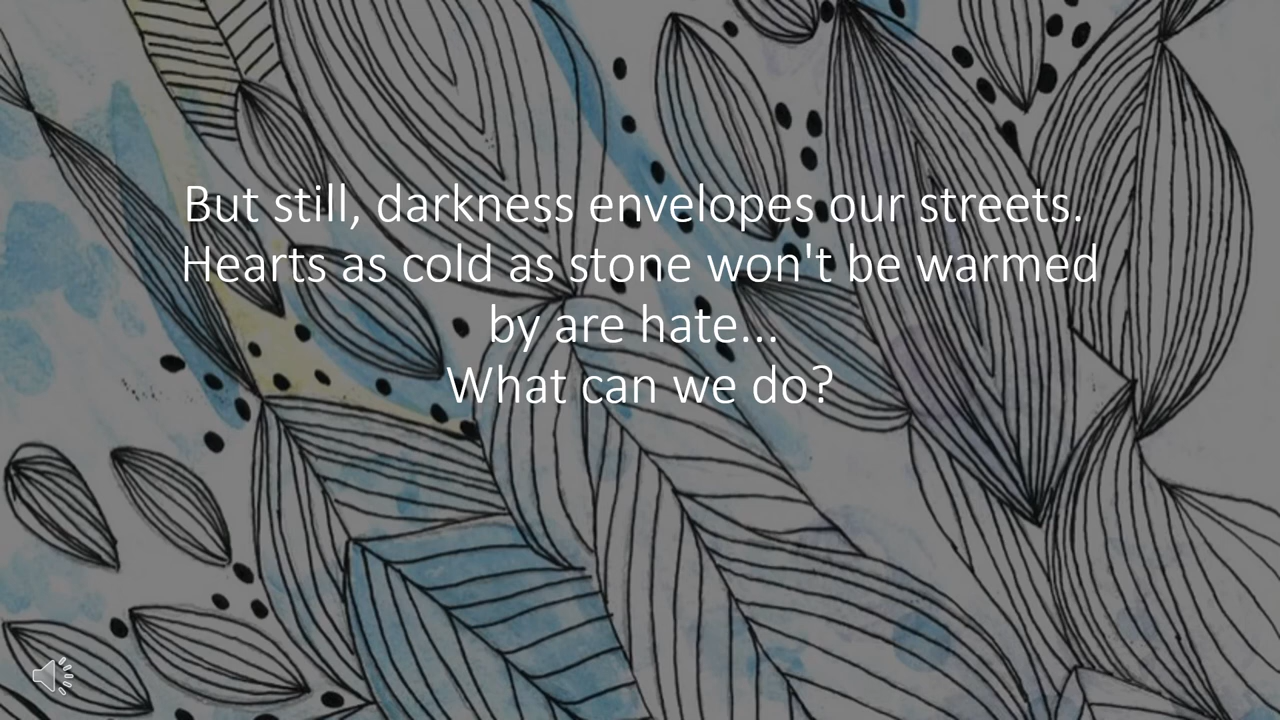 But still, darkness envelopes our streets.
Hearts as cold as stone won't be warmed
by are hate...
What can we do?